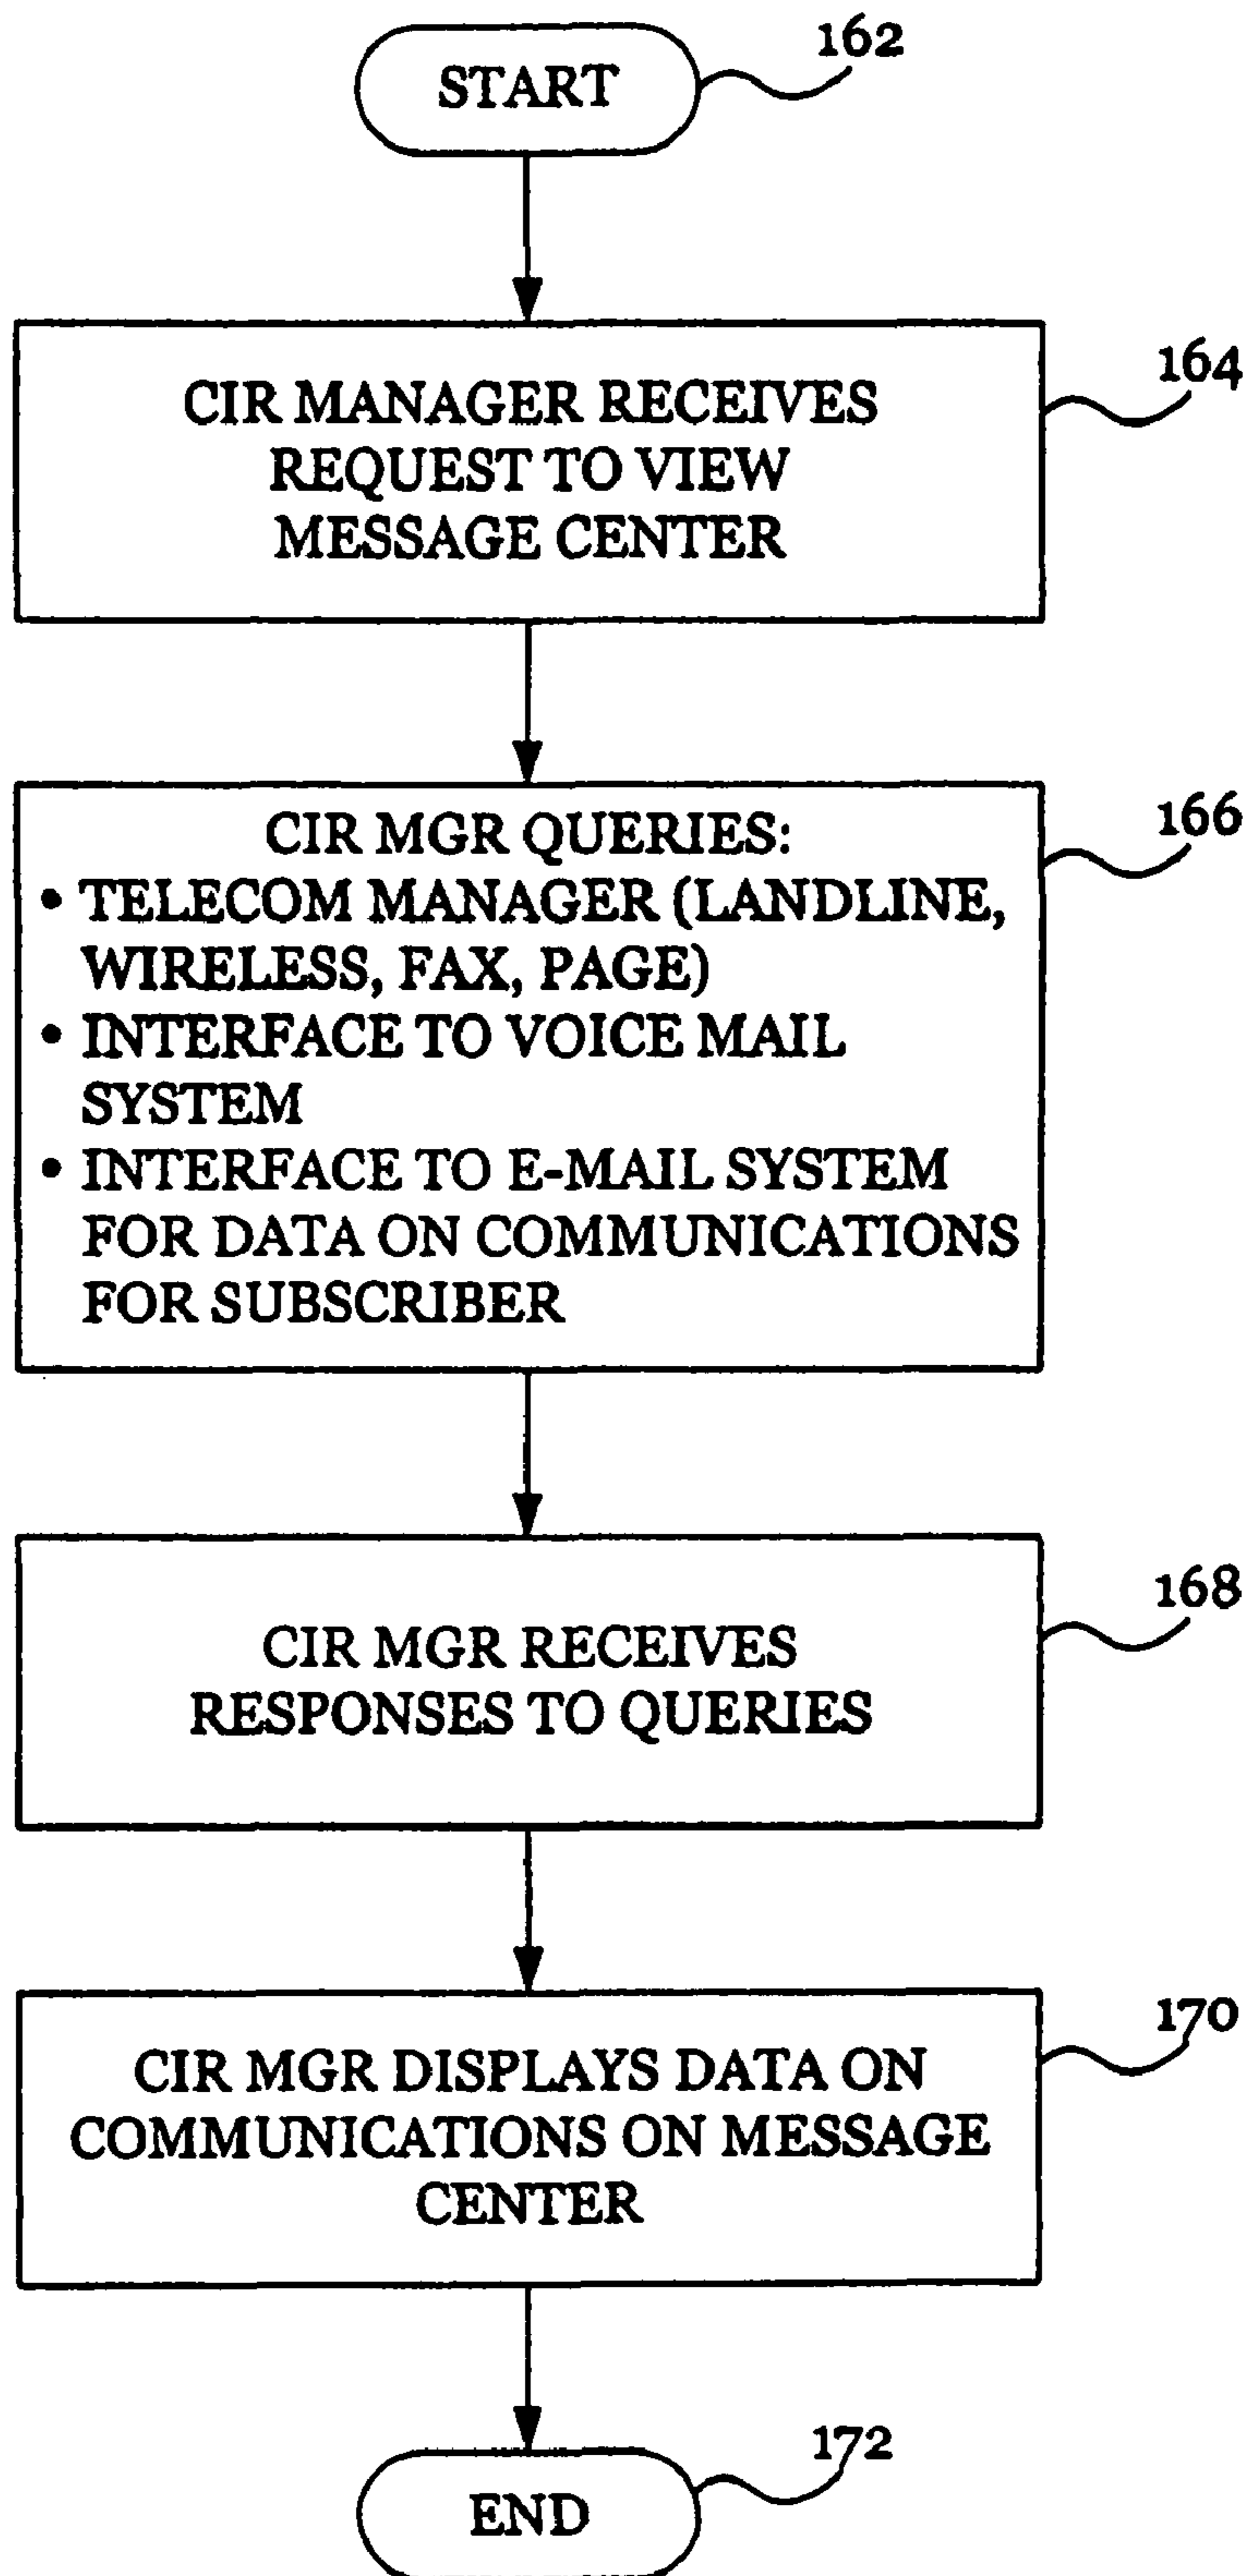 START
162
CIR MANAGER RECEIVES
REQUEST TO VIEW
MESSAGE CENTER
164
CIR MGR QUERIES:
• TELECOM MANAGER (LANDLINE,
WIRELESS, FAX, PAGE)
• INTERFACE TO VOICE MAIL
SYSTEM
• INTERFACE TO E-MAIL SYSTEM
FOR DATA ON COMMUNICATIONS
FOR SUBSCRIBER
166
CIR MGR RECEIVES
RESPONSES TO QUERIES
168
CIR MGR DISPLAYS DATA ON
COMMUNICATIONS ON MESSAGE
CENTER
170
END
172